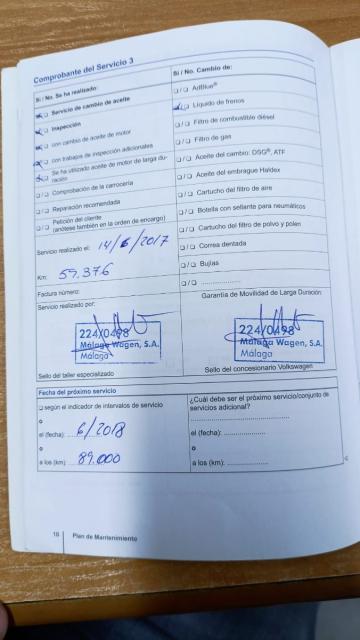 Comprobante del Servicio 3
Sí / No. Se ha realizado:
Servicio de cambio de aceite
Inspección
con cambio de aceite de motor
con trabajos de inspección adicionales
Se ha utilizado aceite de motor de larga du-
ración
❑/❑ Comprobación de la carrocería
❑/❑ Reparación recomendada
❑/❑ Petición del cliente
(anótese también en la orden de encargo)
Servicio realizado el: 14/6/2017
Km: 59.376
Factura número:
Servicio realizado por:
224/0498
Málaga Wagen, S.A.
Málaga
Sello del taller especializado
Sí / No. Cambio de:
❑/❑ AdBlue®
Líquido de frenos
❑/❑ Filtro de combustible diésel
❑/❑ Filtro de gas
❑/❑ Aceite del cambio: DSG®, ATF
❑/❑ Aceite del embrague Haldex
❑/❑ Cartucho del filtro de aire
❑/❑ Botella con sellante para neumáticos
❑/❑ Cartucho del filtro de polvo y polen
❑/❑ Correa dentada
❑/❑ Bujías
❑/❑ ....................
Garantía de Movilidad de Larga Duración
224/0498
Málaga Wagen, S.A.
Málaga
Sello del concesionario Volkswagen
Fecha del próximo servicio
❑ según el indicador de intervalos de servicio
o
el (fecha): 6/2018
o
a los (km): 89.000
¿Cuál debe ser el próximo servicio/conjunto de
servicios adicional?
....................
el (fecha): ....................
o
a los (km): ....................
18 Plan de Mantenimiento